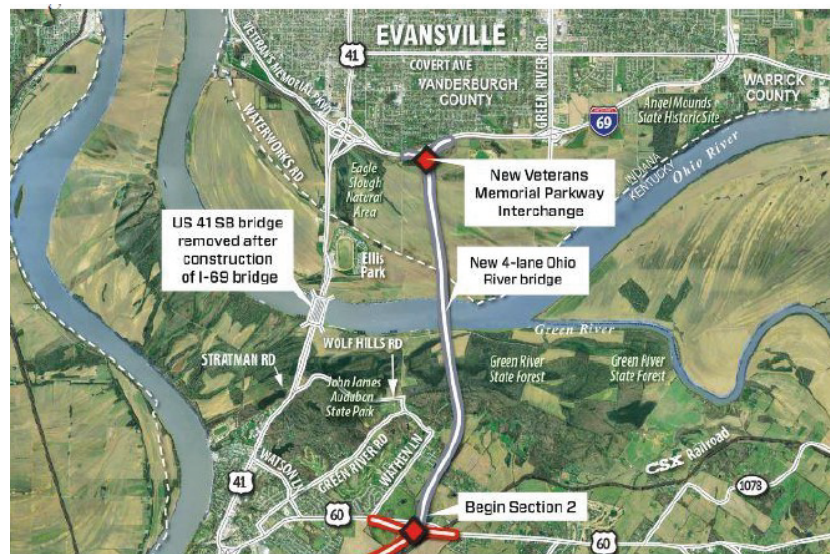 EVANSVILLE
41
COVERT AVE
VANDERBURGH
COUNTY
GREEN RIVER RD
VETERAN'S MEMORIAL PKWY
WATERWORKS RD
69
Angel Mounds
State Historic Site
WARRICK
COUNTY
INDIANA
KENTUCKY
Ohio River
Eagle
Slough
Natural
Area
New Veterans
Memorial Parkway
Interchange
US 41 SB bridge
removed after
construction
of I-69 bridge
Ellis
Park
New 4-lane Ohio
River bridge
Green River
STRATMAN RD
WOLF HILLS RD
John James
Audubon
State Park
Green River
State Forest
Green River
State Forest
WATSON LN
GREEN RIVER RD
WATHEN LN
CSX Railroad
41
60
Begin Section 2
1078
60